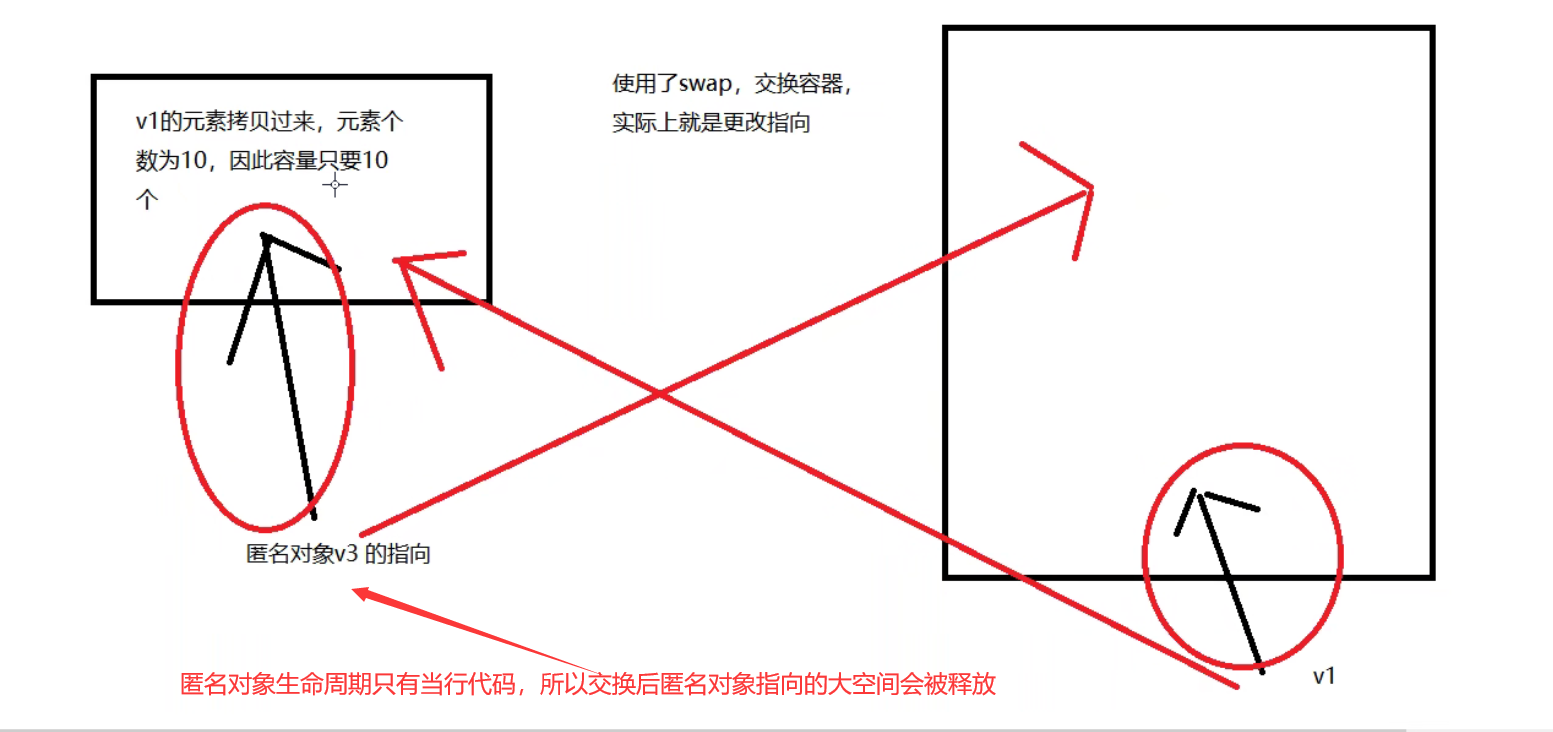 v1的元素拷贝过来，元素个
数为10，因此容量只要10
个
使用了swap，交换容器，
实际上就是更改指向
匿名对象v3 的指向
匿名对象生命周期只有当行代码，所以交换后匿名对象指向的大空间会被释放
v1